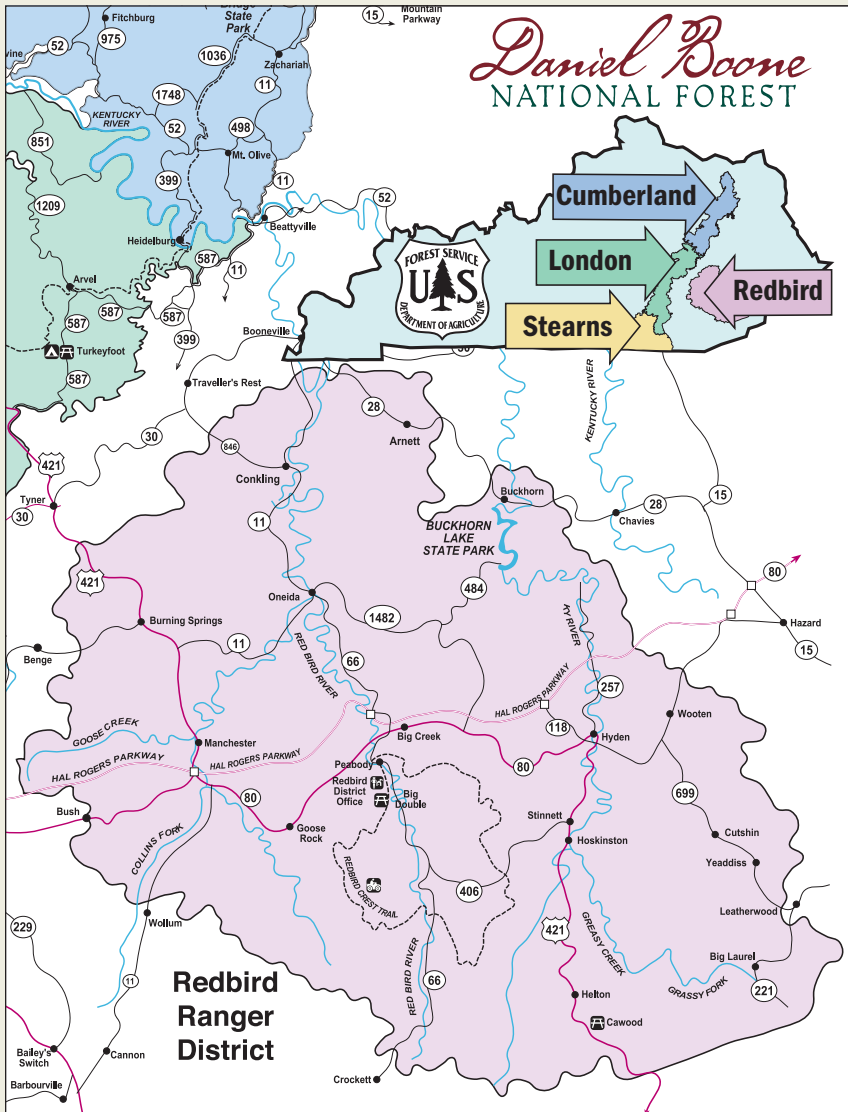 Daniel Boone
NATIONAL FOREST
Fitchburg
52
975
vine
Bridge
State
Park
1036
Zachariah
11
15
Mountain
Parkway
1748
KENTUCKY
RIVER
52
498
851
Mt. Olive
399
11
1209
52
Beattyville
Heidelburg
587
11
Arvel
587
587
587
399
Turkeyfoot
587
Booneville
Traveller's Rest
FOREST SERVICE
U S
DEPARTMENT OF AGRICULTURE
Cumberland
London
Redbird
Stearns
30
28
KENTUCKY RIVER
Arnett
846
421
Conkling
Tyner
30
11
Buckhorn
28
15
Chavies
BUCKHORN
LAKE
STATE PARK
421
80
484
Oneida
1482
KY RIVER
Burning Springs
Hazard
11
RED BIRD
RIVER
66
15
Benge
257
HAL ROGERS PARKWAY
Wooten
GOOSE CREEK
118
Big Creek
Hyden
Manchester
HAL ROGERS PARKWAY
HAL ROGERS PARKWAY
Peabody
80
Redbird
District
Office
Big
Double
80
699
Bush
Goose
Rock
Stinnett
Cutshin
COLLINS FORK
Hoskinston
Yeaddiss
REDBIRD CREST TRAIL
406
Leatherwood
Wollum
229
421
GREASY CREEK
Big Laurel
11
RED BIRD RIVER
66
GRASSY FORK
221
Redbird
Ranger
District
Helton
Cawood
Bailey's
Switch
Cannon
Crockett
Barbourville